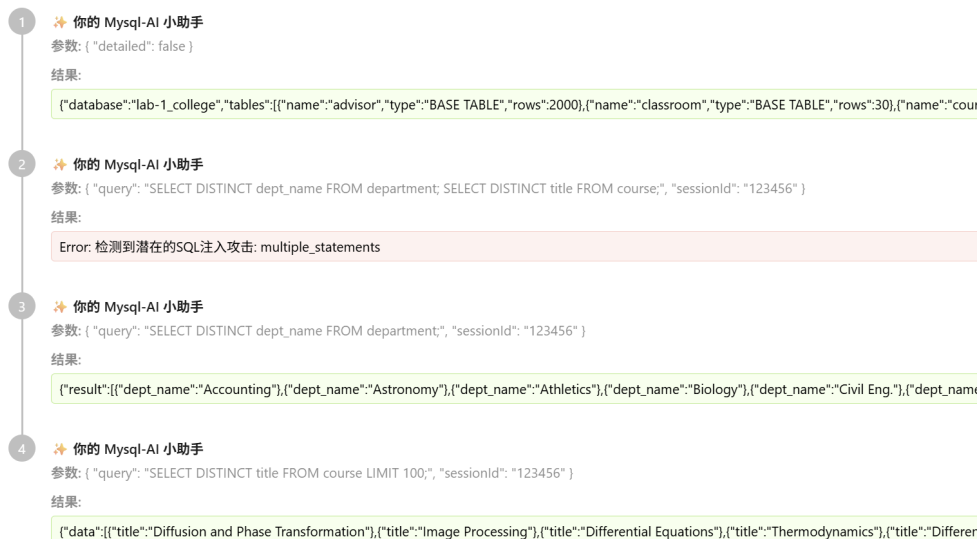 1
✨ 你的 Mysql-AI 小助手
参数: { "detailed": false }
结果:
{"database":"lab-1_college","tables":[{"name":"advisor","type":"BASE TABLE","rows":2000},{"name":"classroom","type":"BASE TABLE","rows":30},{"name":"cour
2
✨ 你的 Mysql-AI 小助手
参数: { "query": "SELECT DISTINCT dept_name FROM department; SELECT DISTINCT title FROM course;", "sessionId": "123456" }
结果:
Error: 检测到潜在的SQL注入攻击: multiple_statements
3
✨ 你的 Mysql-AI 小助手
参数: { "query": "SELECT DISTINCT dept_name FROM department;", "sessionId": "123456" }
结果:
{"result":[{"dept_name":"Accounting"},{"dept_name":"Astronomy"},{"dept_name":"Athletics"},{"dept_name":"Biology"},{"dept_name":"Civil Eng."},{"dept_name
4
✨ 你的 Mysql-AI 小助手
参数: { "query": "SELECT DISTINCT title FROM course LIMIT 100;", "sessionId": "123456" }
结果:
{"data":[{"title":"Diffusion and Phase Transformation"},{"title":"Image Processing"},{"title":"Differential Equations"},{"title":"Thermodynamics"},{"title":"Differen